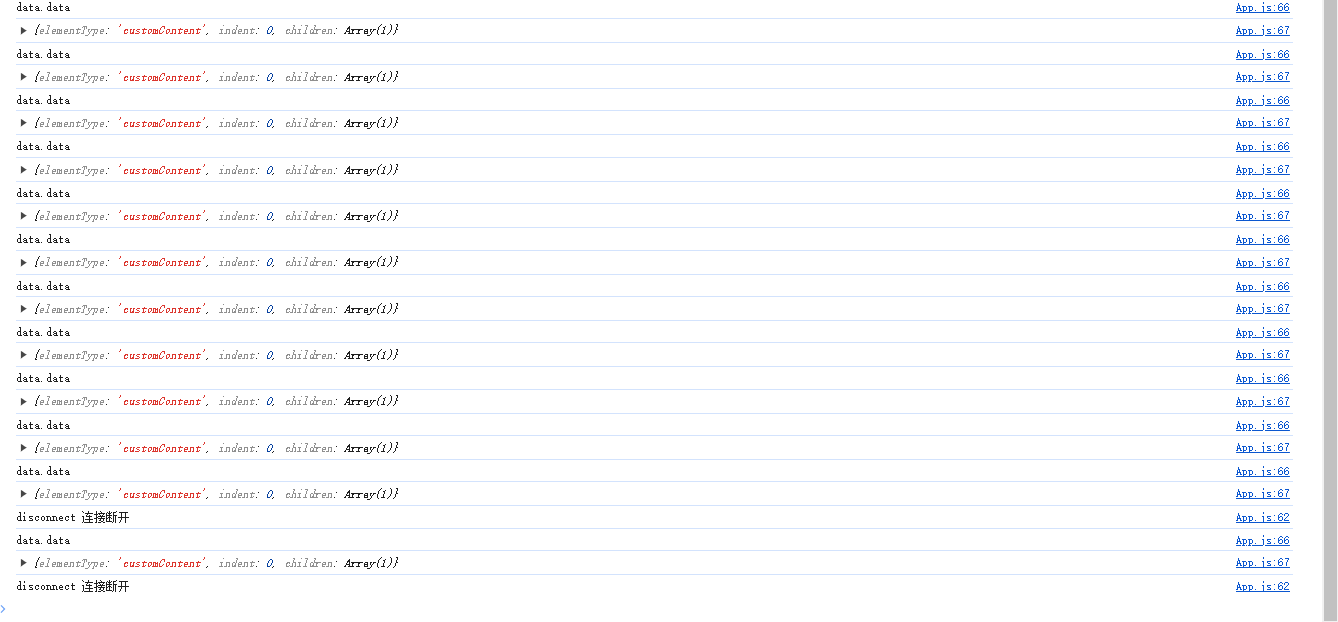 data.data App.js:66
▶ {elementType: 'customContent', indent: 0, children: Array(1)} App.js:67
data.data App.js:66
▶ {elementType: 'customContent', indent: 0, children: Array(1)} App.js:67
data.data App.js:66
▶ {elementType: 'customContent', indent: 0, children: Array(1)} App.js:67
data.data App.js:66
▶ {elementType: 'customContent', indent: 0, children: Array(1)} App.js:67
data.data App.js:66
▶ {elementType: 'customContent', indent: 0, children: Array(1)} App.js:67
data.data App.js:66
▶ {elementType: 'customContent', indent: 0, children: Array(1)} App.js:67
data.data App.js:66
▶ {elementType: 'customContent', indent: 0, children: Array(1)} App.js:67
data.data App.js:66
▶ {elementType: 'customContent', indent: 0, children: Array(1)} App.js:67
data.data App.js:66
▶ {elementType: 'customContent', indent: 0, children: Array(1)} App.js:67
data.data App.js:66
▶ {elementType: 'customContent', indent: 0, children: Array(1)} App.js:67
data.data App.js:66
▶ {elementType: 'customContent', indent: 0, children: Array(1)} App.js:67
disconnect 连接断开 App.js:62
data.data App.js:66
▶ {elementType: 'customContent', indent: 0, children: Array(1)} App.js:67
disconnect 连接断开 App.js:62